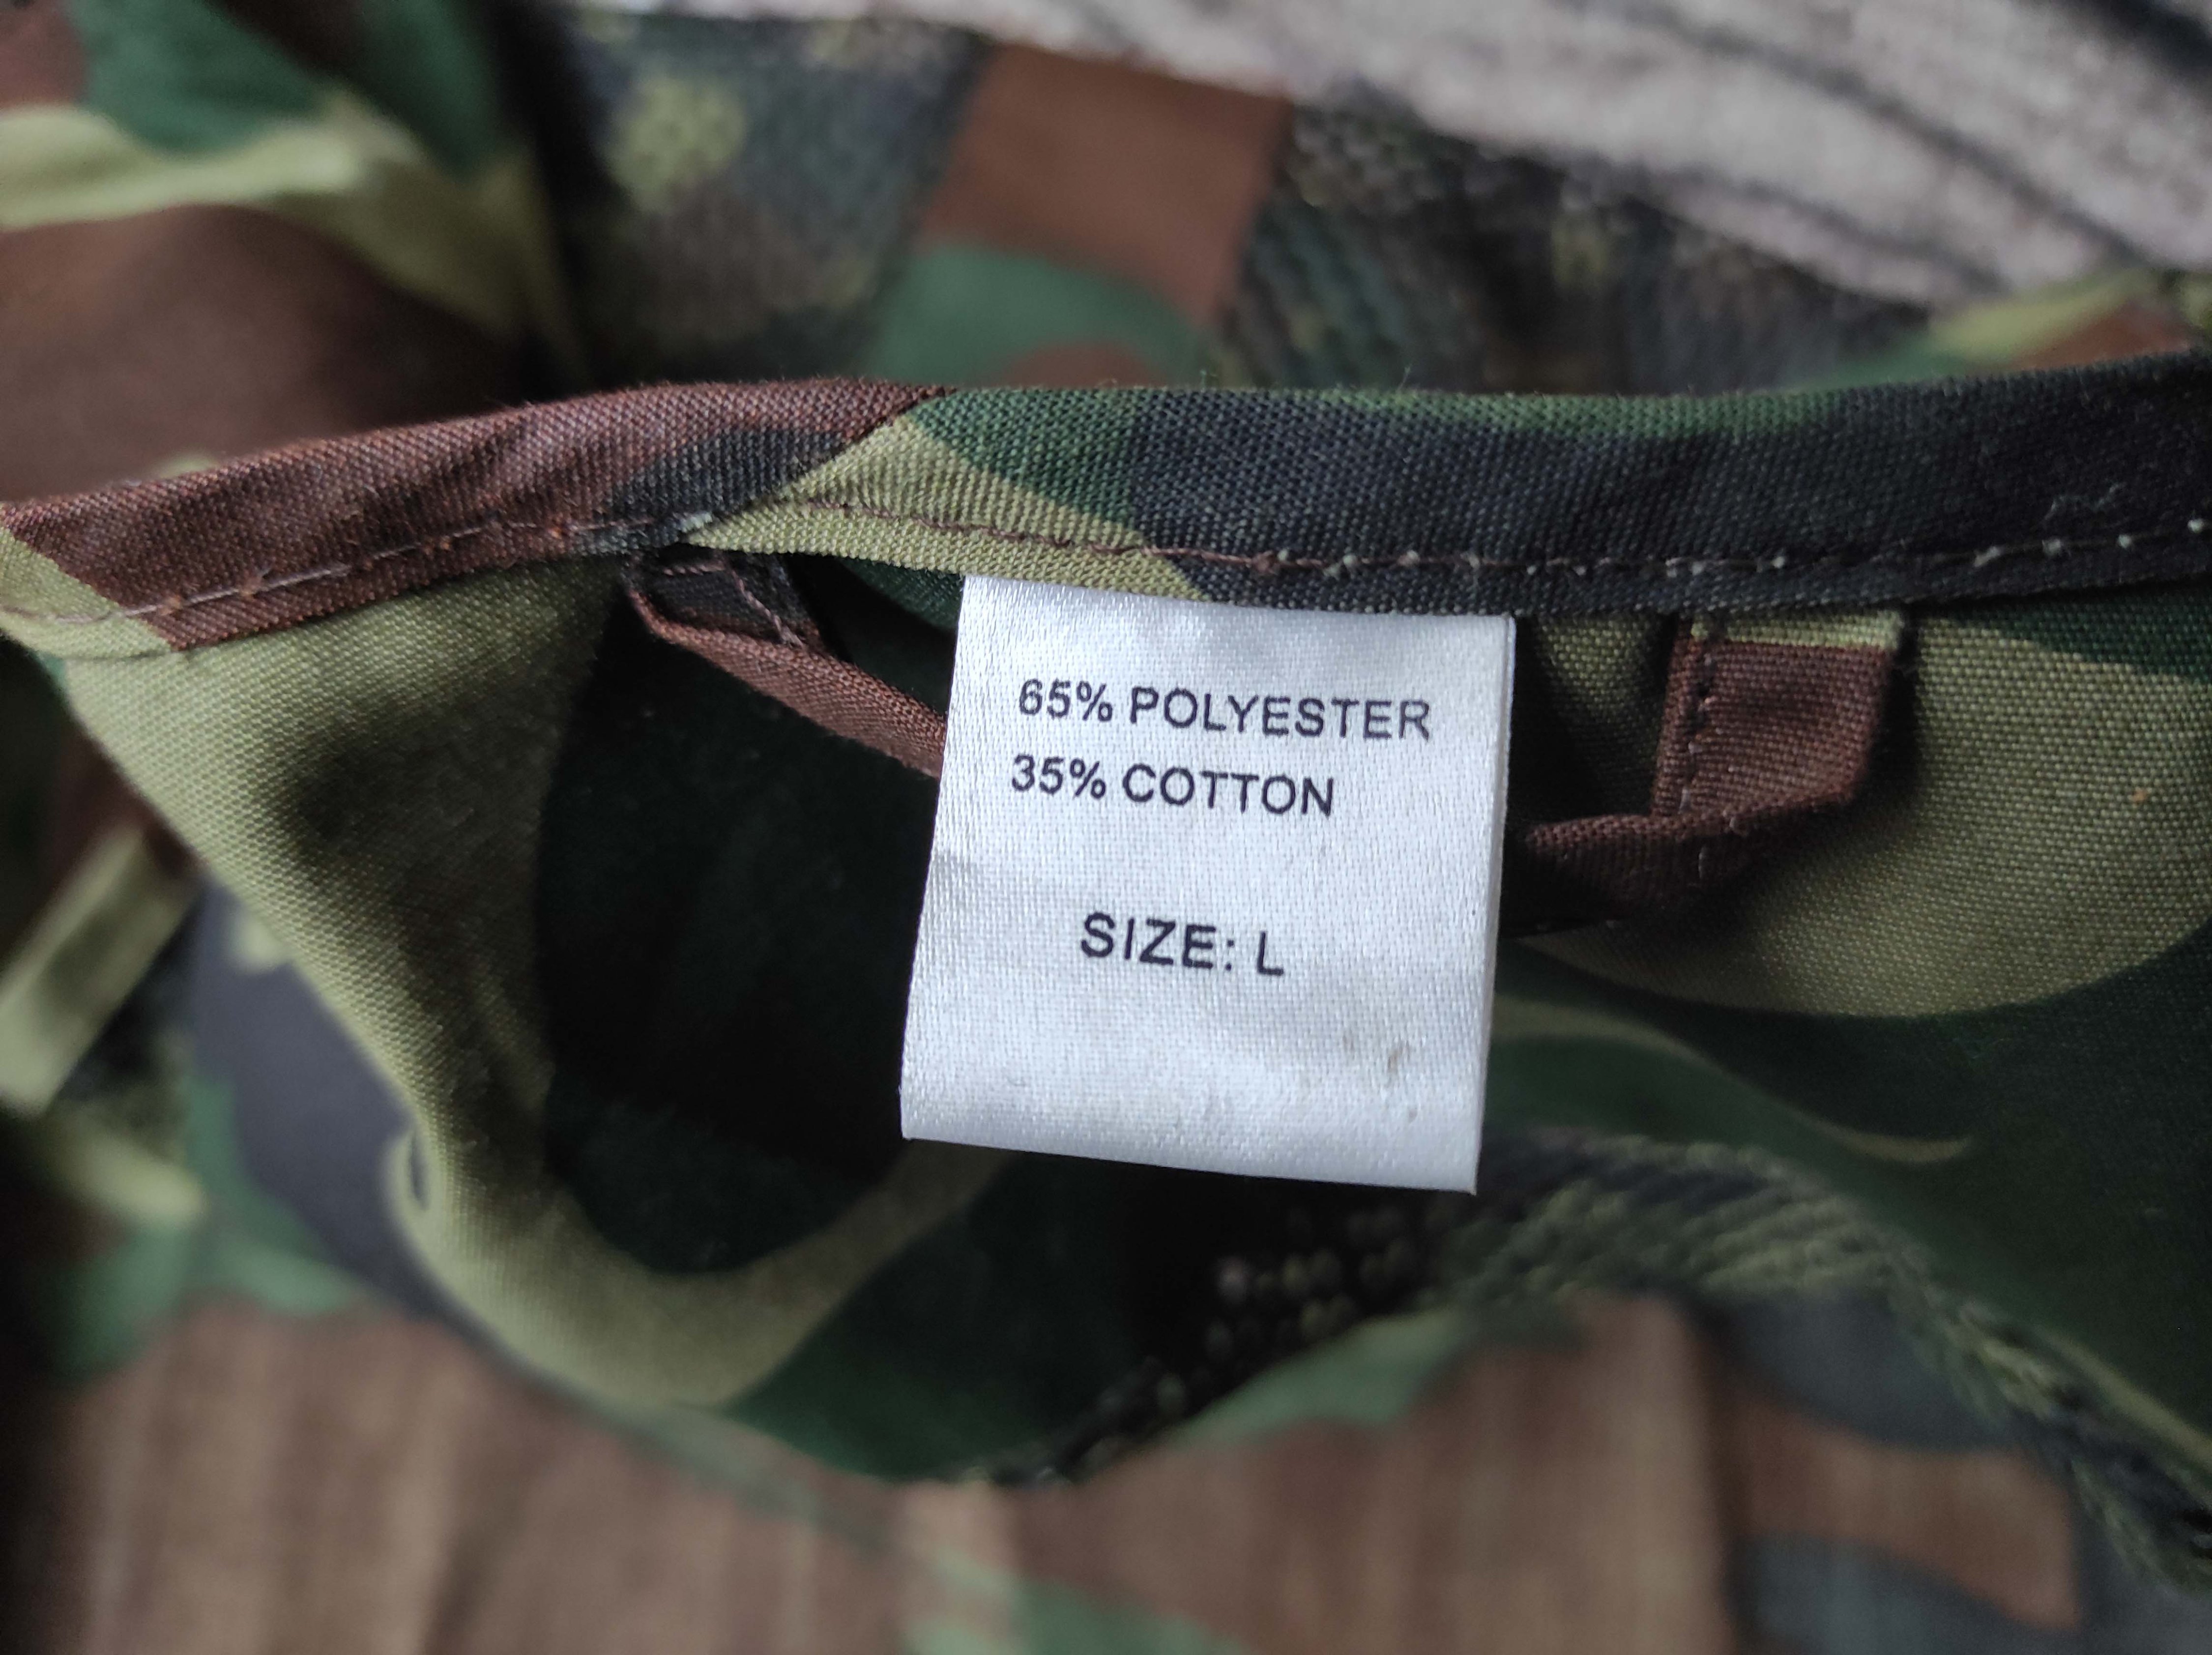 65% POLYESTER
35% COTTON
SIZE: L